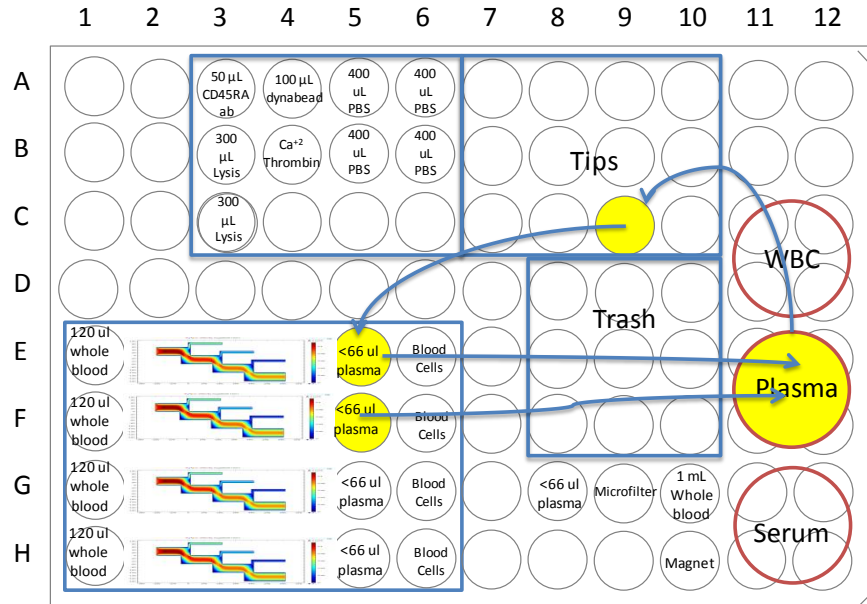 1 2 3 4 5 6 7 8 9 10 11 12
A
50 µL
CD45RA
ab
100 µL
dynabead
400
uL
PBS
400
uL
PBS
B
300
µL
Lysis
Ca⁺²
Thrombin
400
uL
PBS
400
uL
PBS
Tips
C
300
µL
Lysis
WBC
D
Trash
E
120 ul
whole
blood
<66 ul
plasma
Blood
Cells
Plasma
F
120 ul
whole
blood
<66 ul
plasma
Blood
Cells
G
120 ul
whole
blood
<66 ul
plasma
Blood
Cells
<66 ul
plasma
Microfilter
1 mL
Whole
blood
Serum
H
120 ul
whole
blood
<66 ul
plasma
Blood
Cells
Magnet